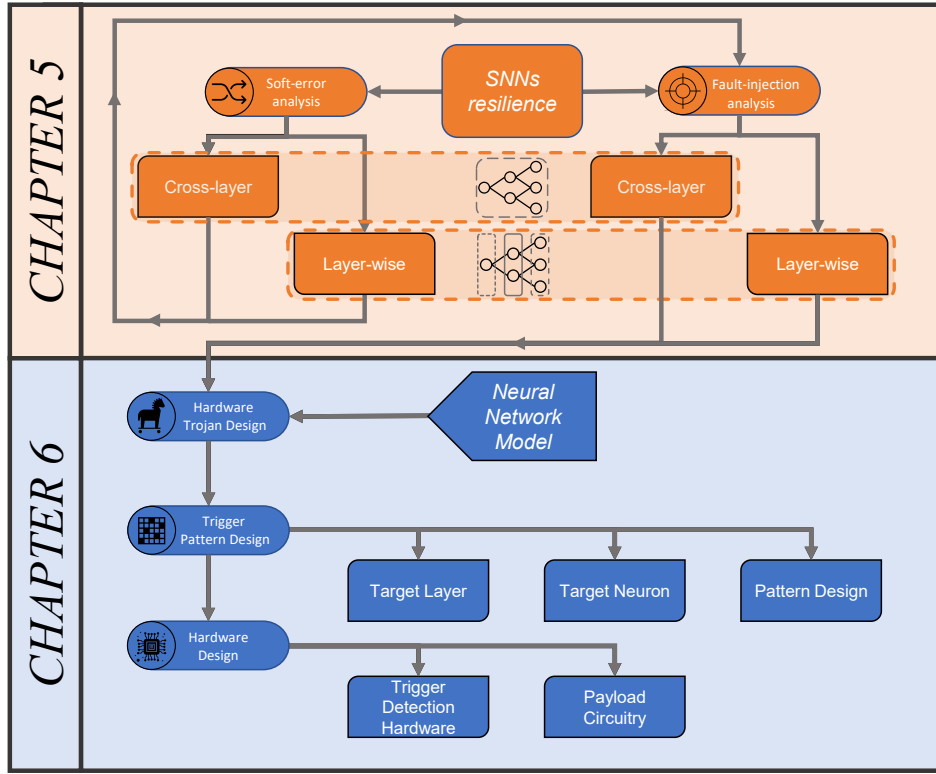 CHAPTER 5
Soft-error
analysis
SNNs
resilience
Fault-injection
analysis
Cross-layer
Cross-layer
Layer-wise
Layer-wise
CHAPTER 6
Hardware
Trojan Design
Neural
Network
Model
Trigger
Pattern Design
Target Layer
Target Neuron
Pattern Design
Hardware
Design
Trigger
Detection
Hardware
Payload
Circuitry